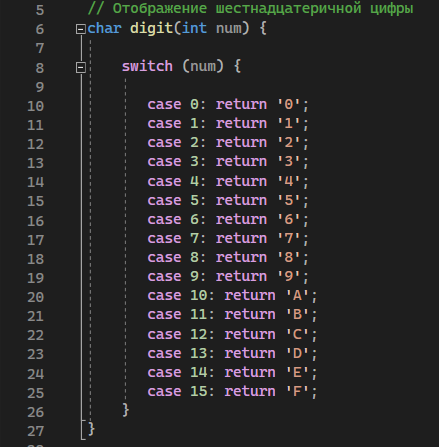 5 // Отображение шестнадцатеричной цифры
6 char digit(int num) {
7
8 switch (num) {
9
10 case 0: return '0';
11 case 1: return '1';
12 case 2: return '2';
13 case 3: return '3';
14 case 4: return '4';
15 case 5: return '5';
16 case 6: return '6';
17 case 7: return '7';
18 case 8: return '8';
19 case 9: return '9';
20 case 10: return 'A';
21 case 11: return 'B';
22 case 12: return 'C';
23 case 13: return 'D';
24 case 14: return 'E';
25 case 15: return 'F';
26 }
27 }